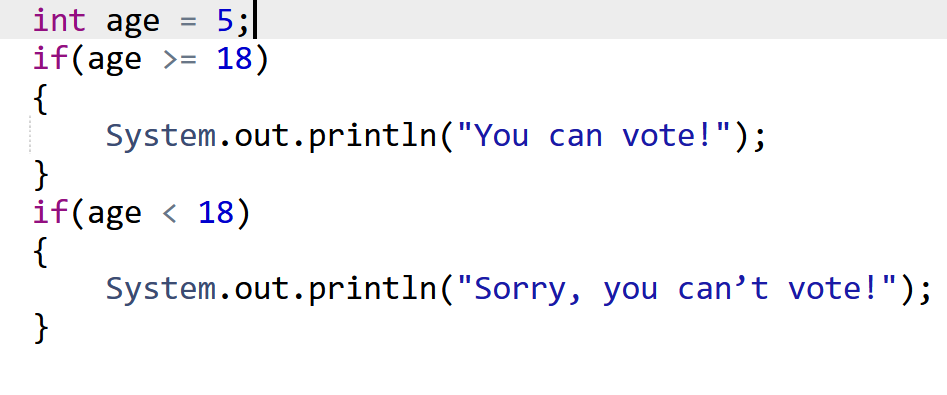 int age = 5;
if(age >= 18)
{
    System.out.println("You can vote!");
}
if(age < 18)
{
    System.out.println("Sorry, you can’t vote!");
}